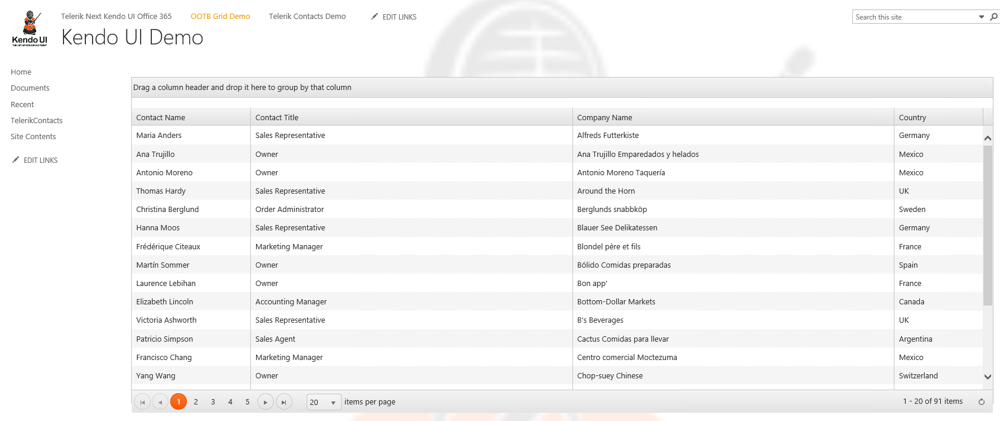 Telerik Next Kendo UI Office 365 OOTB Grid Demo Telerik Contacts Demo EDIT LINKS
Search this site
Kendo UI
THE ART OF WEB DEVELOPMENT
Kendo UI Demo
Home
Documents
Recent
TelerikContacts
Site Contents
EDIT LINKS
Drag a column header and drop it here to group by that column
Contact Name Contact Title Company Name Country
Maria Anders Sales Representative Alfreds Futterkiste Germany
Ana Trujillo Owner Ana Trujillo Emparedados y helados Mexico
Antonio Moreno Owner Antonio Moreno Taquería Mexico
Thomas Hardy Sales Representative Around the Horn UK
Christina Berglund Order Administrator Berglunds snabbköp Sweden
Hanna Moos Sales Representative Blauer See Delikatessen Germany
Frédérique Citeaux Marketing Manager Blondel père et fils France
Martín Sommer Owner Bólido Comidas preparadas Spain
Laurence Lebihan Owner Bon app' France
Elizabeth Lincoln Accounting Manager Bottom-Dollar Markets Canada
Victoria Ashworth Sales Representative B's Beverages UK
Patricio Simpson Sales Agent Cactus Comidas para llevar Argentina
Francisco Chang Marketing Manager Centro comercial Moctezuma Mexico
Yang Wang Owner Chop-suey Chinese Switzerland
1 2 3 4 5 20 items per page 1 - 20 of 91 items